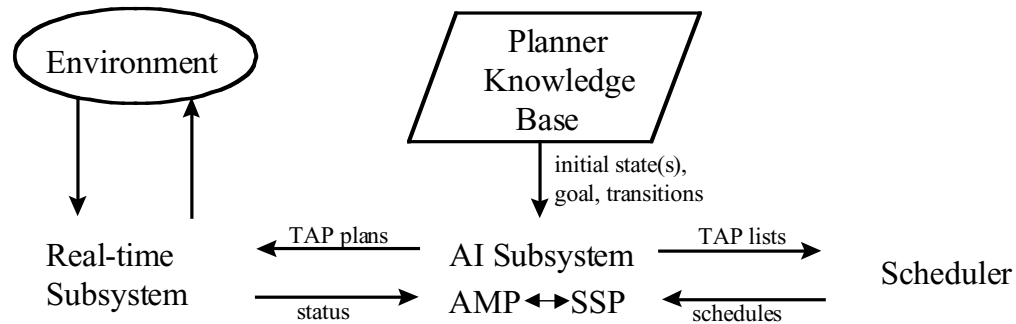 Environment
Planner
Knowledge
Base
initial state(s),
goal, transitions
Real-time
Subsystem
TAP plans
status
AI Subsystem
AMP SSP
TAP lists
schedules
Scheduler